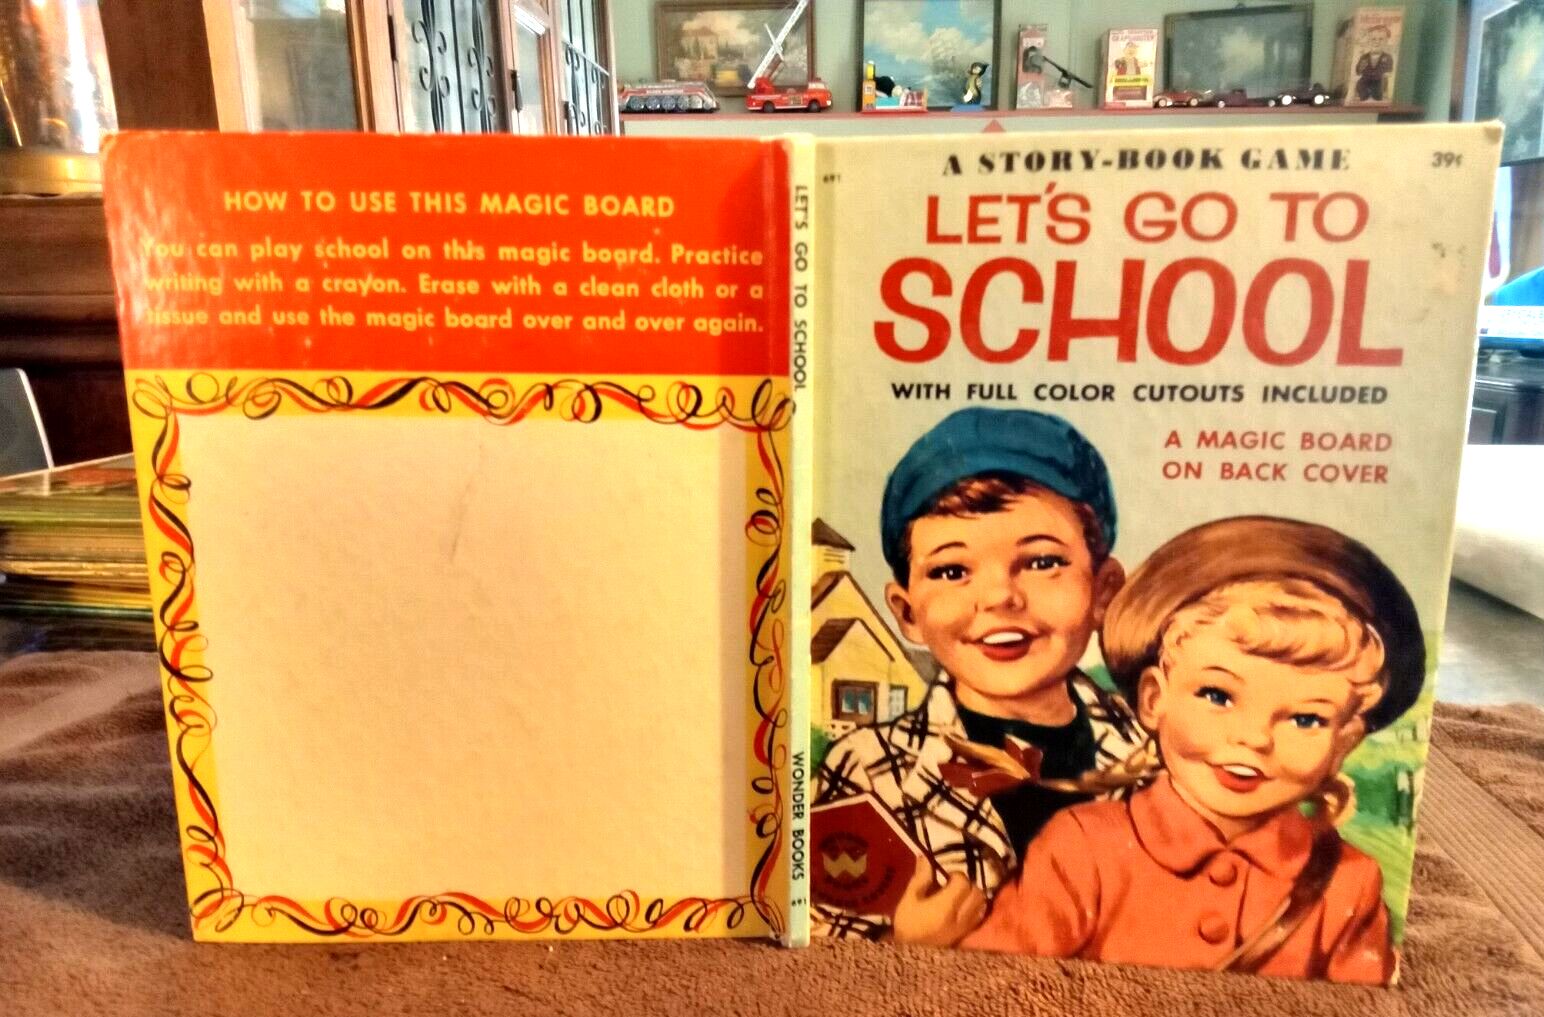 HOW TO USE THIS MAGIC BOARD
You can play school on this magic board. Practice
writing with a crayon. Erase with a clean cloth or a
tissue and use the magic board over and over again.
LET'S GO TO SCHOOL
WONDER BOOKS
691
691
A STORY-BOOK GAME
39¢
LET'S GO TO
SCHOOL
WITH FULL COLOR CUTOUTS INCLUDED
A MAGIC BOARD
ON BACK COVER